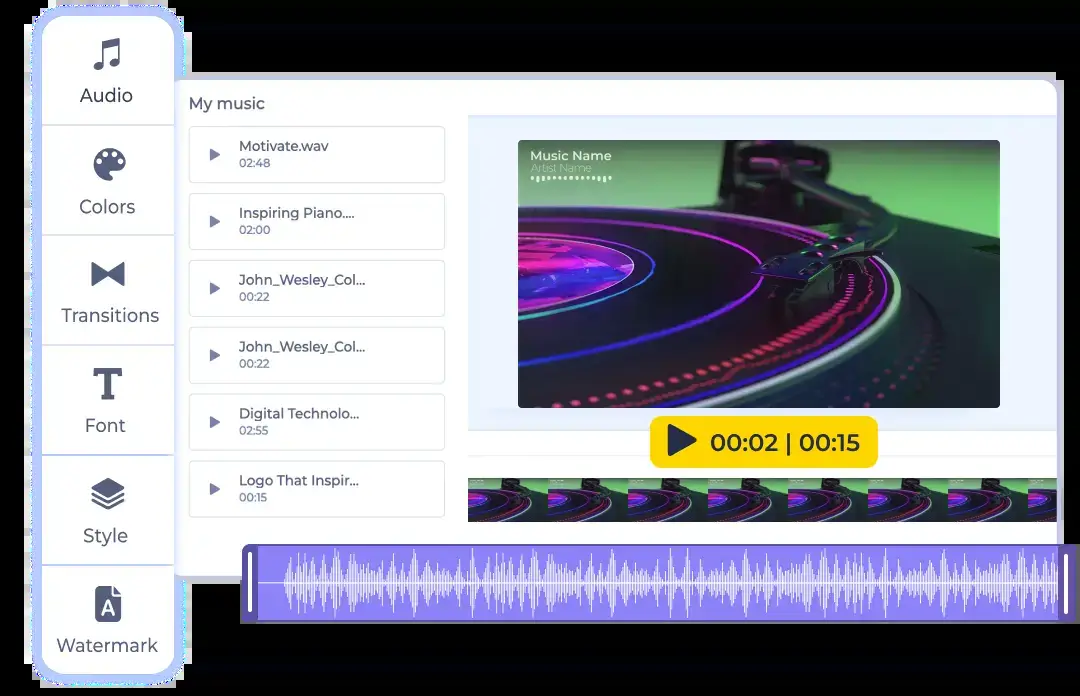 Audio
Colors
Transitions
Font
Style
A
Watermark
My music
Motivate.wav
02:48
Inspiring Piano....
02:00
John_Wesley_Col...
00:22
John_Wesley_Col...
00:22
Digital Technolo...
02:55
Logo That Inspir...
00:15
Music Name
Artist Name
00:02 | 00:15